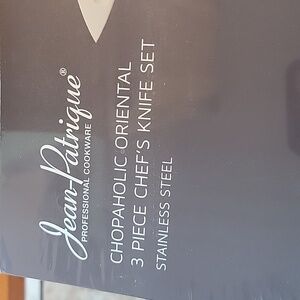 Jean-Patrique®
PROFESSIONAL COOKWARE
CHOPAHOLIC ORIENTAL
3 PIECE CHEF'S KNIFE SET
STAINLESS STEEL